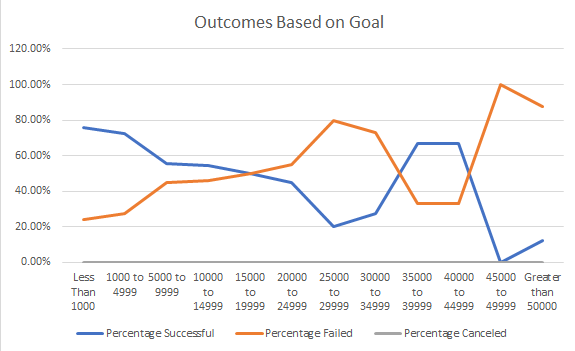 Outcomes Based on Goal
120.00%
100.00%
80.00%
60.00%
40.00%
20.00%
0.00%
Less Than 1000
1000 to 4999
5000 to 9999
10000 to 14999
15000 to 19999
20000 to 24999
25000 to 29999
30000 to 34999
35000 to 39999
40000 to 44999
45000 to 49999
Greater than 50000
Percentage Successful
Percentage Failed
Percentage Canceled